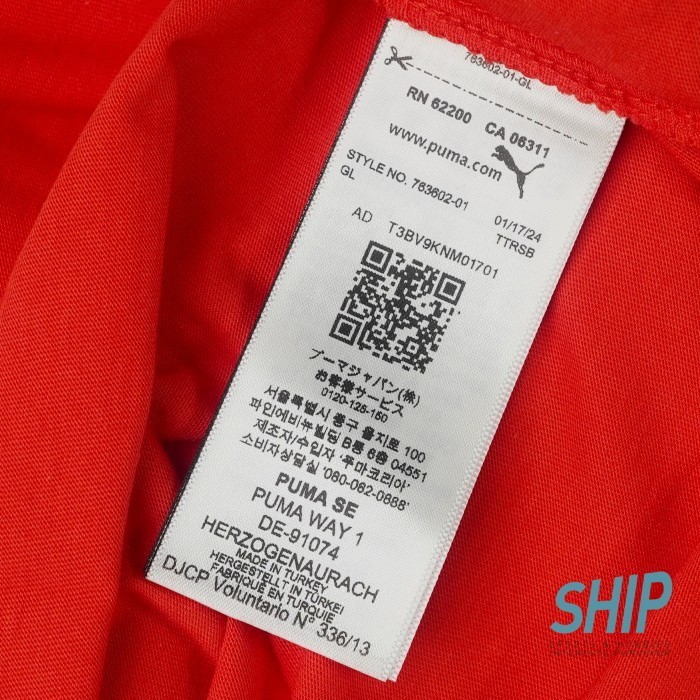 763602-01-GL
RN 62200 CA 06311
www.puma.com
STYLE NO. 763602-01 01/17/24
GL TTRSB
AD T3BV9KNM01701
プーマジャパン(株)
お客様サービス
0120-125-150
서울특별시 중구 을지로 100
파인에비뉴빌딩 B동 6층 04551
제조자/수입자 '푸마코리아'
소비자상담실 '080-062-0888'
PUMA SE
PUMA WAY 1
DE-91074
HERZOGENAURACH
MADE IN TURKEY
HERGESTELLT IN TÜRKEI
FABRIQUÉ EN TURQUIE
DJCP Voluntario N° 336/13
SHIP